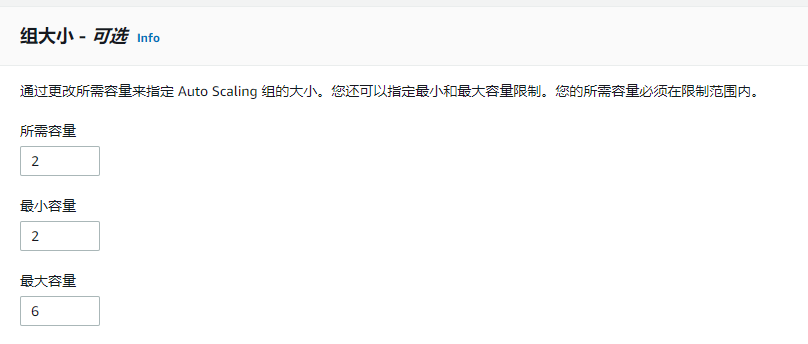 组大小 - 可选 Info
通过更改所需容量来指定 Auto Scaling 组的大小。您还可以指定最小和最大容量限制。您的所需容量必须在限制范围内。
所需容量
2
最小容量
2
最大容量
6